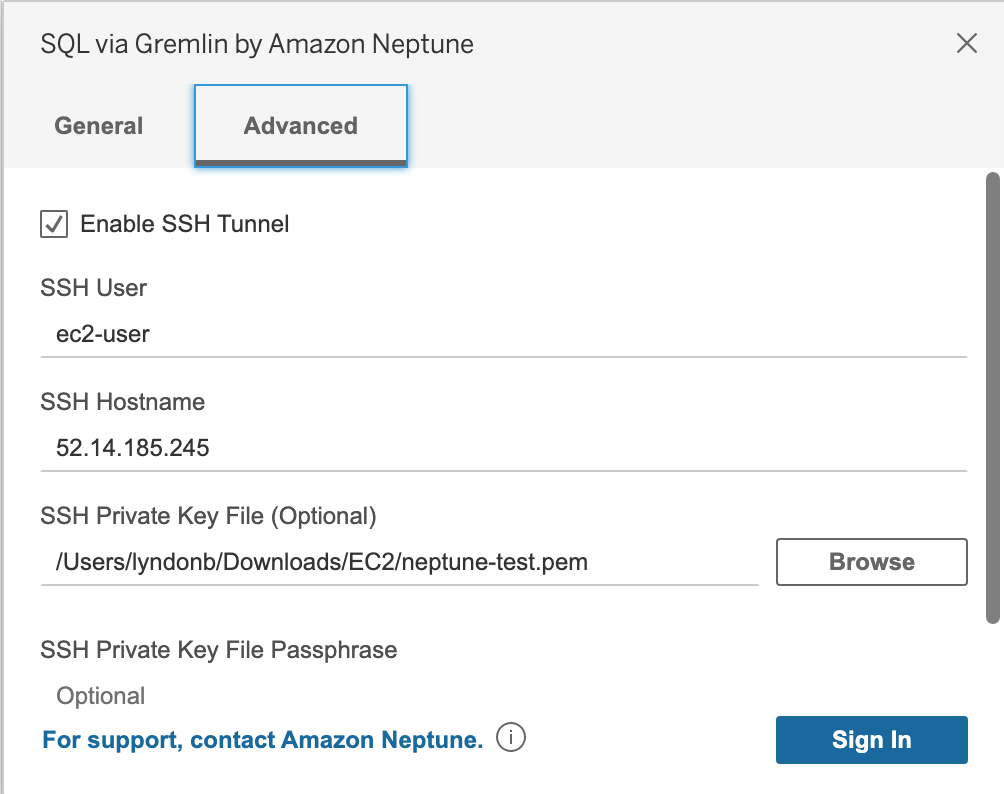 SQL via Gremlin by Amazon Neptune
General
Advanced
Enable SSH Tunnel
SSH User
ec2-user
SSH Hostname
52.14.185.245
SSH Private Key File (Optional)
/Users/lyndonb/Downloads/EC2/neptune-test.pem
Browse
SSH Private Key File Passphrase
Optional
For support, contact Amazon Neptune.
Sign In